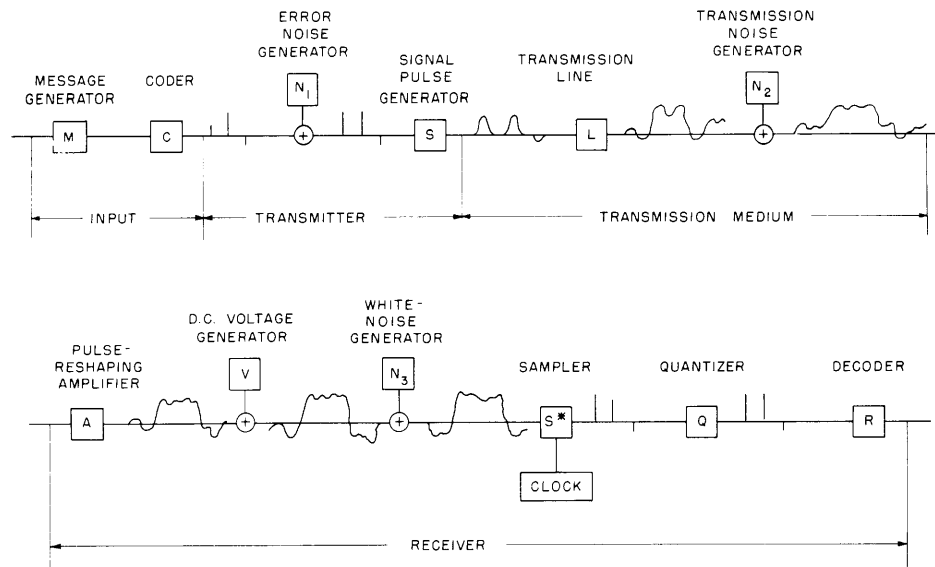 MESSAGE
GENERATOR
M
CODER
C
ERROR
NOISE
GENERATOR
N1
SIGNAL
PULSE
GENERATOR
S
TRANSMISSION
LINE
L
TRANSMISSION
NOISE
GENERATOR
N2
INPUT
TRANSMITTER
TRANSMISSION MEDIUM
PULSE-
RESHAPING
AMPLIFIER
A
D.C. VOLTAGE
GENERATOR
V
WHITE-
NOISE
GENERATOR
N3
SAMPLER
S*
CLOCK
QUANTIZER
Q
DECODER
R
RECEIVER